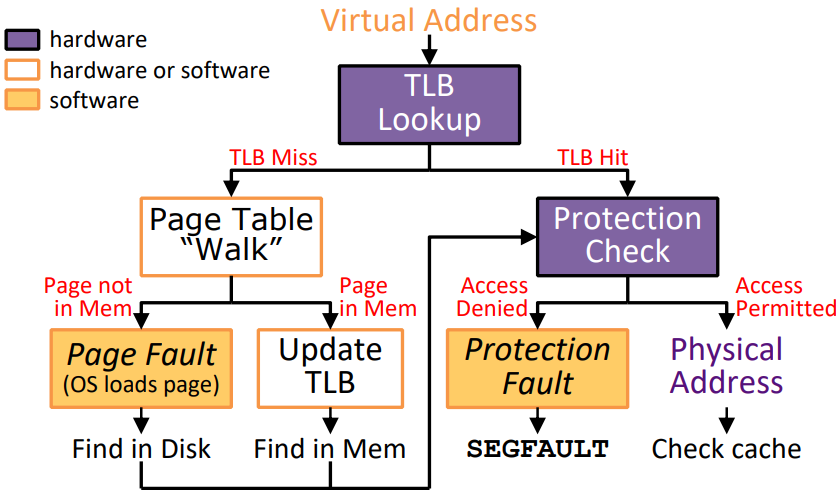 Virtual Address
hardware
hardware or software
software
TLB
Lookup
TLB Miss
TLB Hit
Page Table
“Walk”
Protection
Check
Page not
in Mem
Page
in Mem
Access
Denied
Access
Permitted
Page Fault
(OS loads page)
Update
TLB
Protection
Fault
Physical
Address
Find in Disk
Find in Mem
SEGFAULT
Check cache